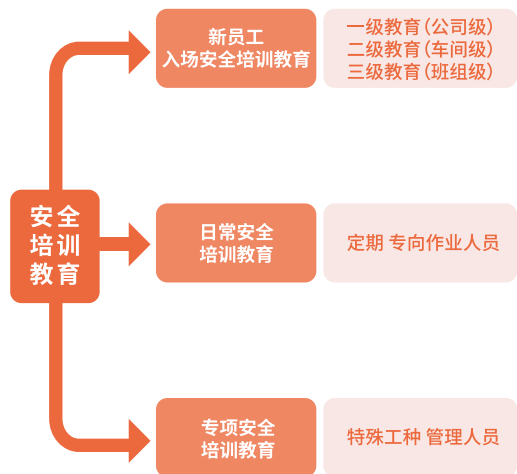 安全
培训
教育
新员工
入场安全培训教育
一级教育（公司级）
二级教育（车间级）
三级教育（班组级）
日常安全
培训教育
定期 专向作业人员
专项安全
培训教育
特殊工种 管理人员